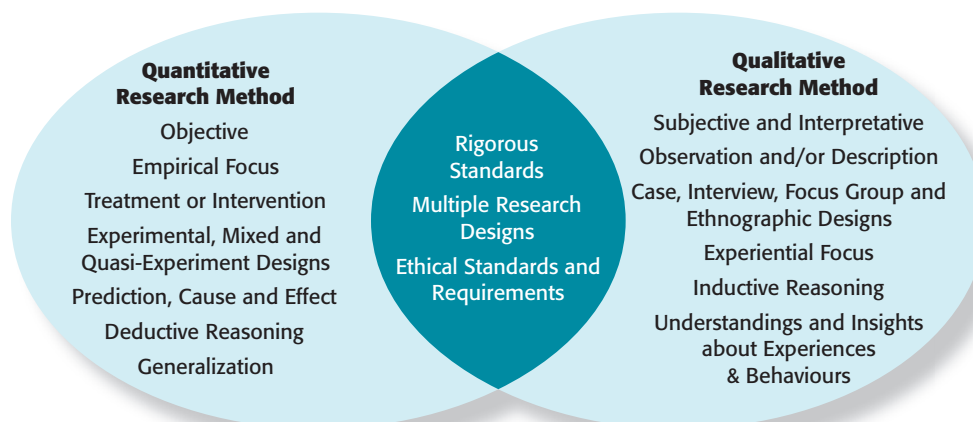 Quantitative
Research Method
Objective
Empirical Focus
Treatment or Intervention
Experimental, Mixed and
Quasi-Experiment Designs
Prediction, Cause and Effect
Deductive Reasoning
Generalization
Rigorous
Standards
Multiple Research
Designs
Ethical Standards and
Requirements
Qualitative
Research Method
Subjective and Interpretative
Observation and/or Description
Case, Interview, Focus Group and
Ethnographic Designs
Experiential Focus
Inductive Reasoning
Understandings and Insights
about Experiences
& Behaviours